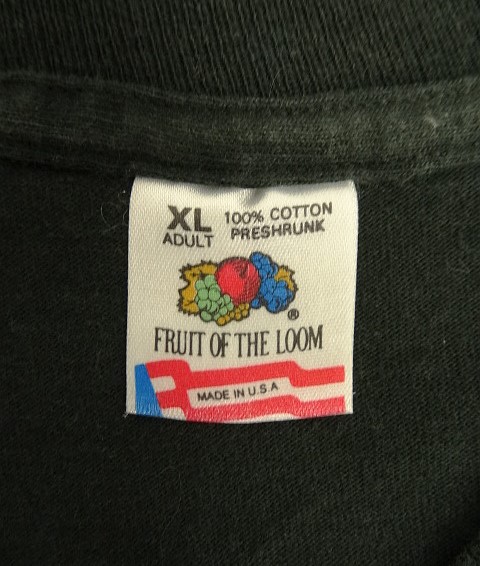 XL 100% COTTON
ADULT PRESHRUNK
®
FRUIT OF THE LOOM
MADE IN U.S.A